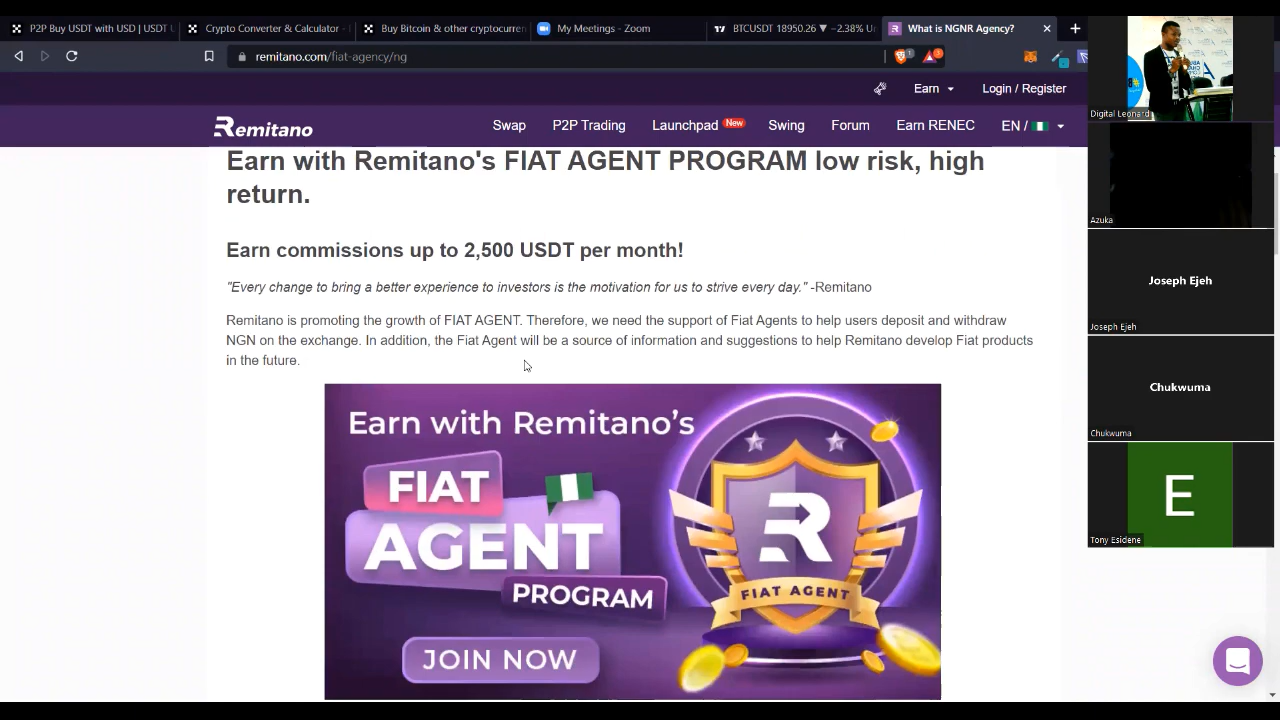 P2P Buy USDT with USD | USDT
Crypto Converter & Calculator -
Buy Bitcoin & other cryptocurren
My Meetings - Zoom
BTCUSDT 18950.26 ▼ −2.38% U
What is NGNR Agency?
remitano.com/fiat-agency/ng
Earn
Login / Register
Remitano
Swap
P2P Trading
Launchpad New
Swing
Forum
Earn RENEC
EN /
Earn with Remitano's FIAT AGENT PROGRAM low risk, high
return.
Earn commissions up to 2,500 USDT per month!
"Every change to bring a better experience to investors is the motivation for us to strive every day." -Remitano
Remitano is promoting the growth of FIAT AGENT. Therefore, we need the support of Fiat Agents to help users deposit and withdraw
NGN on the exchange. In addition, the Fiat Agent will be a source of information and suggestions to help Remitano develop Fiat products
in the future.
Earn with Remitano's
FIAT
AGENT
PROGRAM
JOIN NOW
R
FIAT AGENT
Digital Leonard
Azuka
Joseph Ejeh
Joseph Ejeh
Chukwuma
Chukwuma
E
Tony Esidene